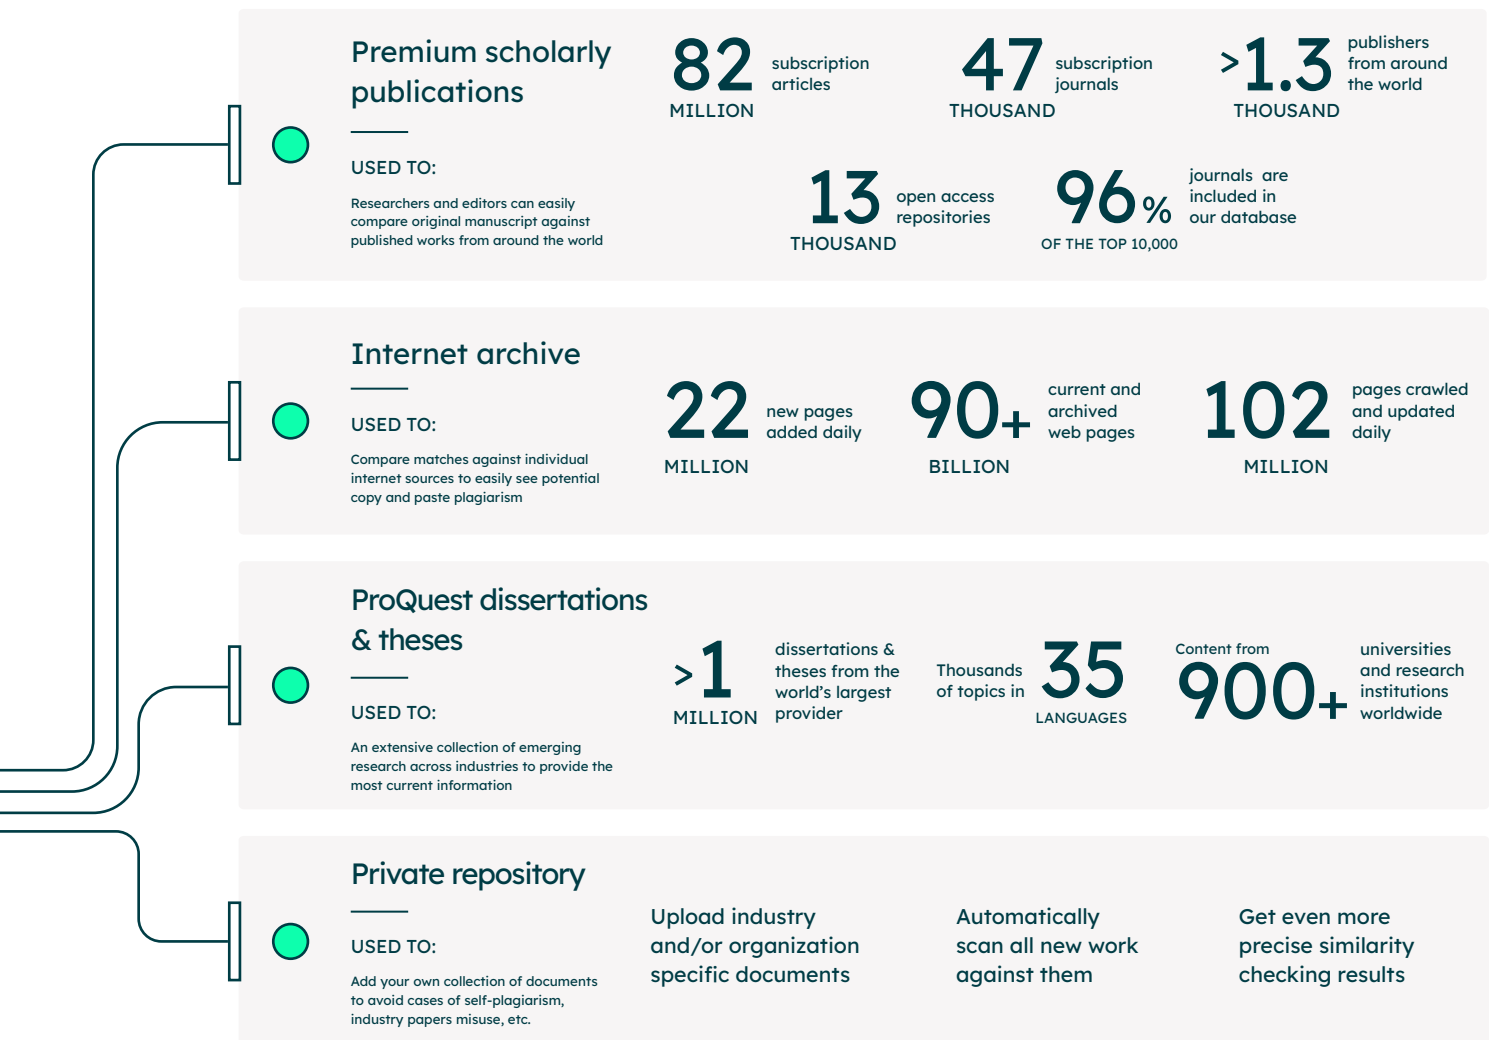 Premium scholarly
publications
USED TO:
Researchers and editors can easily
compare original manuscript against
published works from around the world
82
MILLION
subscription
articles
47
THOUSAND
subscription
journals
>1.3
THOUSAND
publishers
from around
the world
13
THOUSAND
open access
repositories
96%
OF THE TOP 10,000
journals are
included in
our database
Internet archive
USED TO:
Compare matches against individual
internet sources to easily see potential
copy and paste plagiarism
22
MILLION
new pages
added daily
90+
BILLION
current and
archived
web pages
102
MILLION
pages crawled
and updated
daily
ProQuest dissertations
& theses
USED TO:
An extensive collection of emerging
research across industries to provide the
most current information
>1
MILLION
dissertations &
theses from the
world’s largest
provider
Thousands
of topics in
35
LANGUAGES
Content from
900+
universities
and research
institutions
worldwide
Private repository
USED TO:
Add your own collection of documents
to avoid cases of self-plagiarism,
industry papers misuse, etc.
Upload industry
and/or organization
specific documents
Automatically
scan all new work
against them
Get even more
precise similarity
checking results